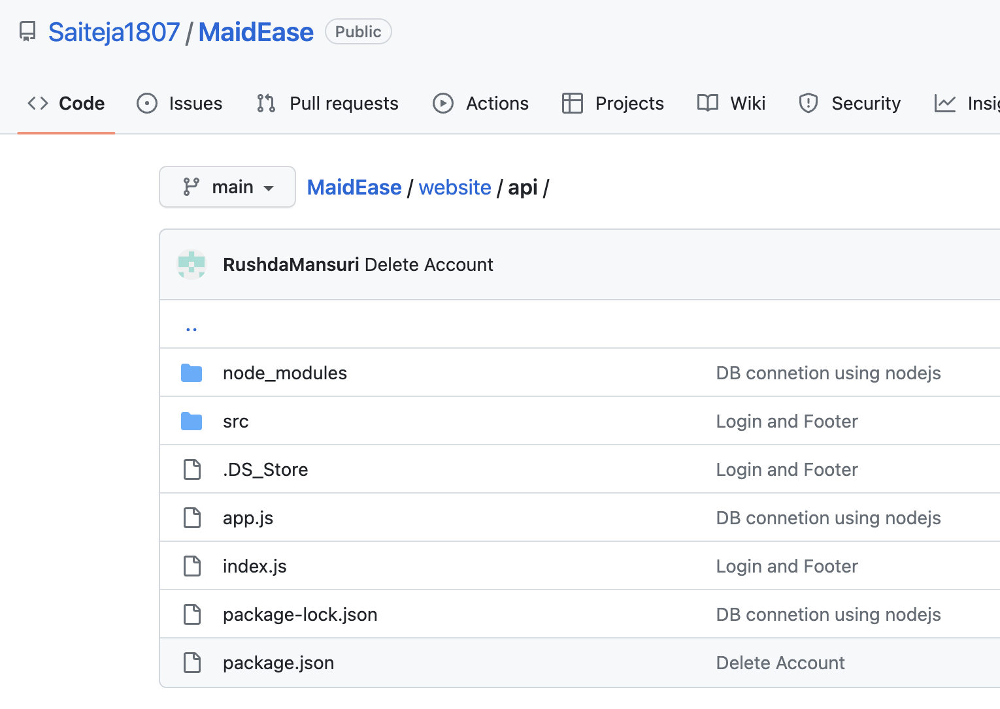 Saiteja1807 / MaidEase Public
Code Issues Pull requests Actions Projects Wiki Security
main MaidEase / website / api /
RushdaMansuri Delete Account
..
node_modules DB connetion using nodejs
src Login and Footer
.DS_Store Login and Footer
app.js DB connetion using nodejs
index.js Login and Footer
package-lock.json DB connetion using nodejs
package.json Delete Account